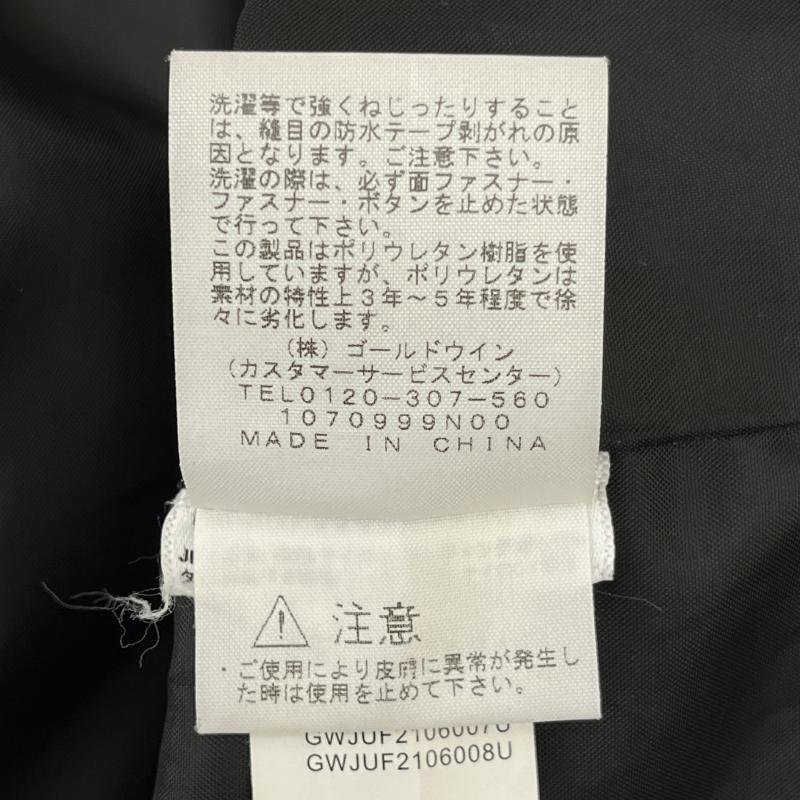 洗濯等で強くねじったりすること
は、縫目の防水テープ剥がれの原
因となります。ご注意下さい。
洗濯の際は、必ず面ファスナー・
ファスナー・ボタンを止めた状態
で行って下さい。
この製品はポリウレタン樹脂を使
用していますが、ポリウレタンは
素材の特性上3年〜5年程度で徐
々に劣化します。
(株)ゴールドウイン
(カスタマーサービスセンター)
TEL0120-307-560
1070999N00
MADE IN CHINA
注意
・ご使用により皮膚に異常が発生し
た時は使用を止めて下さい。
GWJUF2106007U
GWJUF2106008U